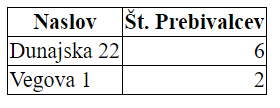 Naslov Št. Prebivalcev
Dunajska 22 6
Vegova 1 2